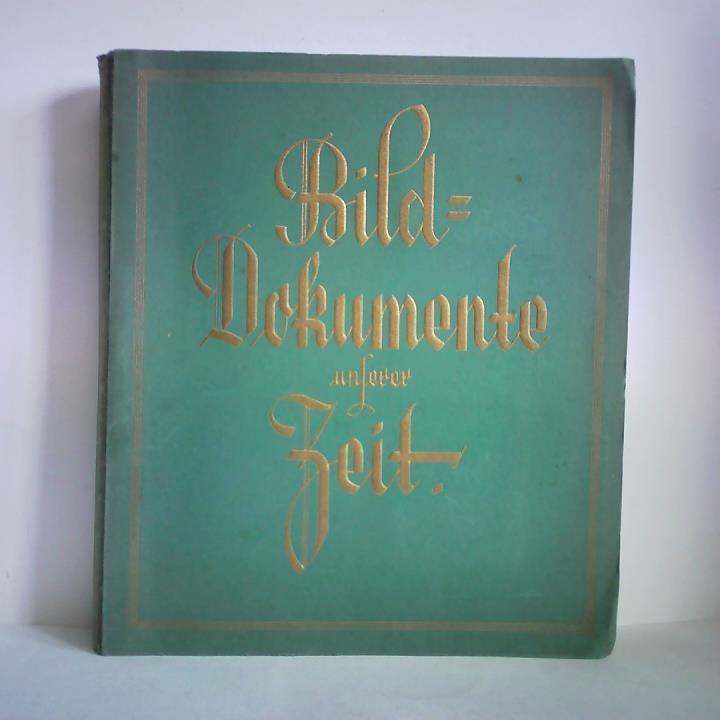 Bild=
Dokumente
unserer
Zeit.